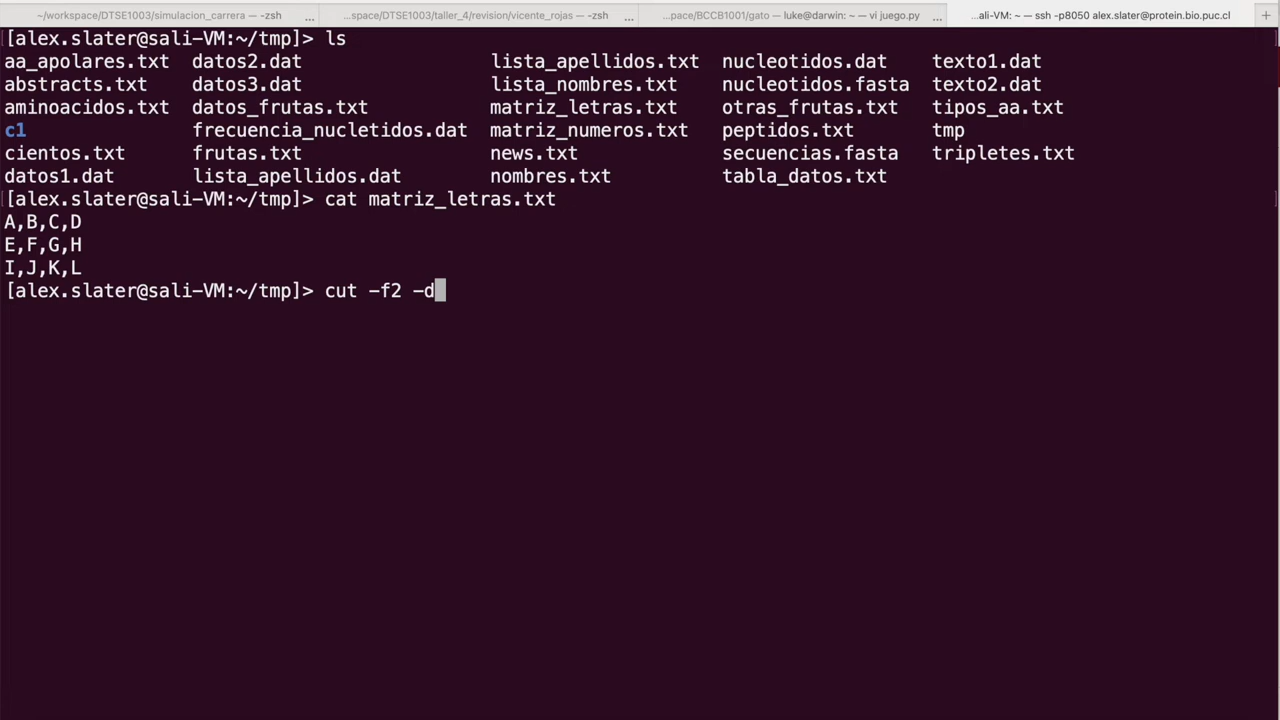 ~/workspace/DTSE1003/simulacion_carrera — -zsh ... ...space/DTSE1003/taller_4/revision/vicente_rojas — -zsh ... ...pace/BCCB1001/gato — luke@darwin: ~ — vi juego.py ... ...ali-VM: ~ — ssh -p8050 alex.slater@protein.bio.puc.cl +
[alex.slater@sali-VM:~/tmp]> ls
aa_apolares.txt datos2.dat lista_apellidos.txt nucleotidos.dat texto1.dat
abstracts.txt datos3.dat lista_nombres.txt nucleotidos.fasta texto2.dat
aminoacidos.txt datos_frutas.txt matriz_letras.txt otras_frutas.txt tipos_aa.txt
c1 frecuencia_nucletidos.dat matriz_numeros.txt peptidos.txt tmp
cientos.txt frutas.txt news.txt secuencias.fasta tripletes.txt
datos1.dat lista_apellidos.dat nombres.txt tabla_datos.txt
[alex.slater@sali-VM:~/tmp]> cat matriz_letras.txt
A,B,C,D
E,F,G,H
I,J,K,L
[alex.slater@sali-VM:~/tmp]> cut -f2 -d